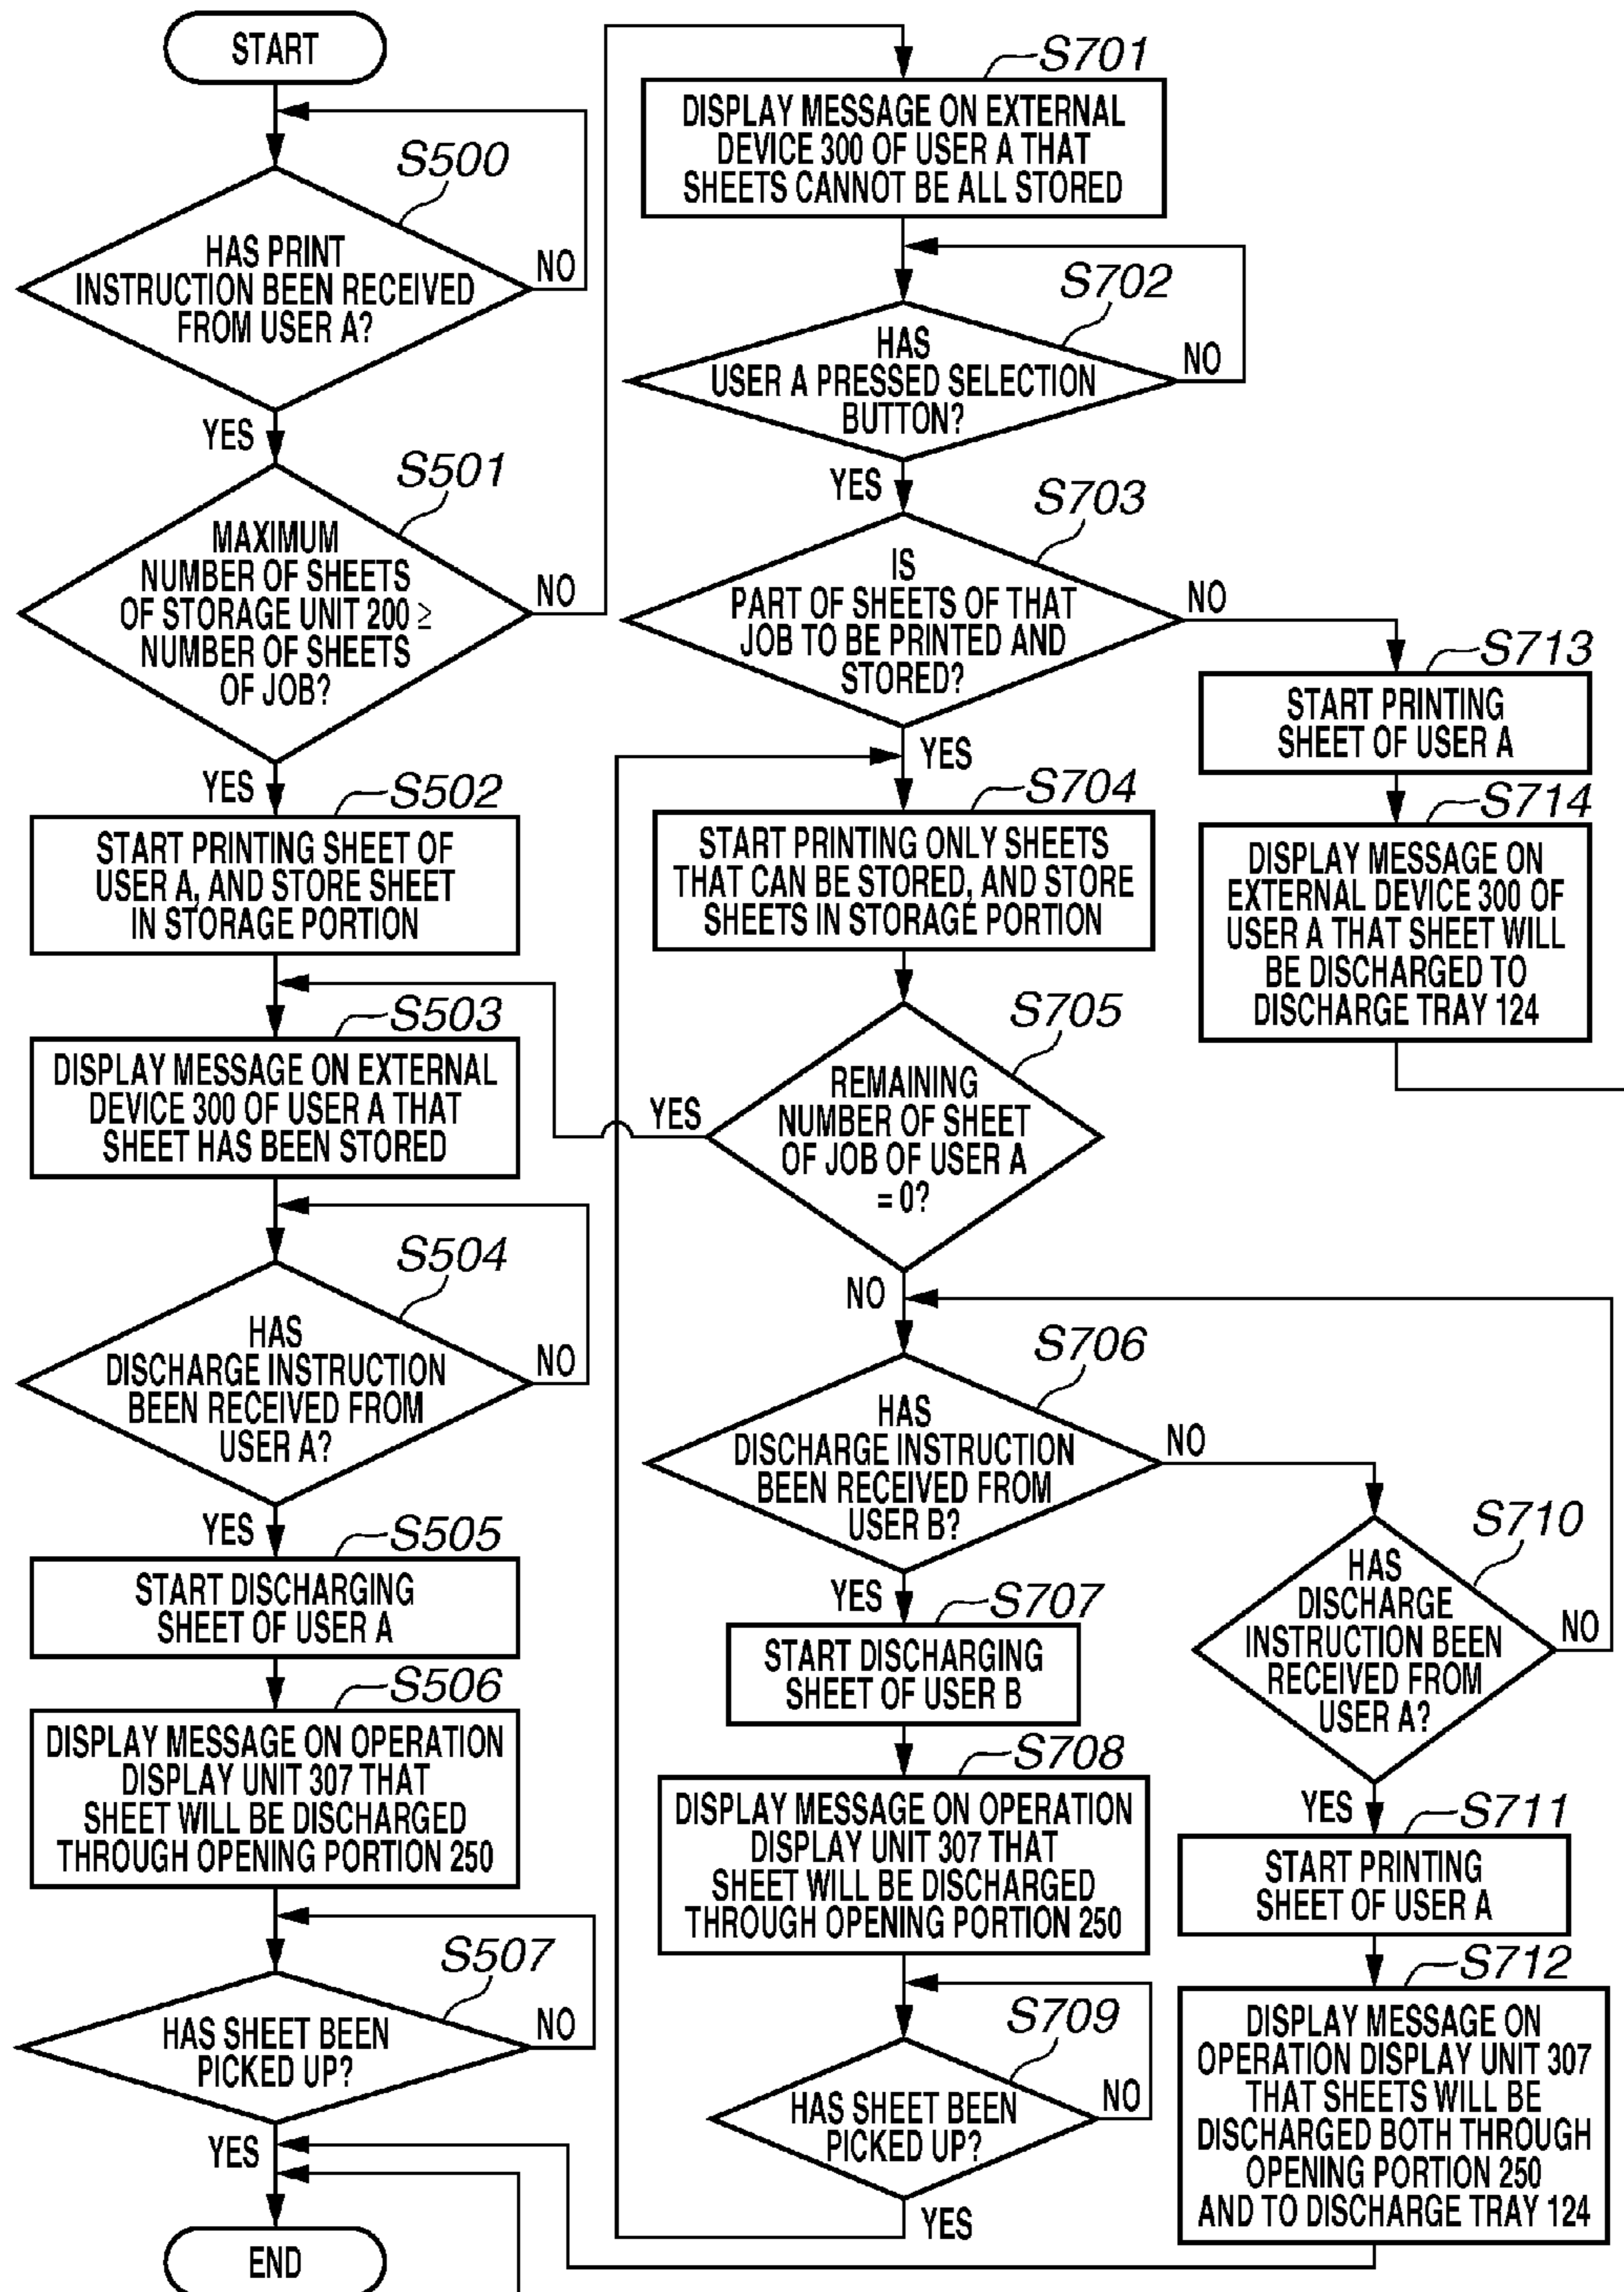 START
S500
HAS PRINT
INSTRUCTION BEEN RECEIVED
FROM USER A?
NO
YES
S501
MAXIMUM
NUMBER OF SHEETS
OF STORAGE UNIT 200 ≥
NUMBER OF SHEETS
OF JOB?
NO
YES
S502
START PRINTING SHEET OF
USER A, AND STORE SHEET
IN STORAGE PORTION
S503
DISPLAY MESSAGE ON EXTERNAL
DEVICE 300 OF USER A THAT
SHEET HAS BEEN STORED
S504
HAS
DISCHARGE INSTRUCTION
BEEN RECEIVED FROM
USER A?
NO
YES
S505
START DISCHARGING
SHEET OF USER A
S506
DISPLAY MESSAGE ON OPERATION
DISPLAY UNIT 307 THAT
SHEET WILL BE DISCHARGED
THROUGH OPENING PORTION 250
S507
HAS SHEET BEEN
PICKED UP?
NO
YES
END
S701
DISPLAY MESSAGE ON EXTERNAL
DEVICE 300 OF USER A THAT
SHEETS CANNOT BE ALL STORED
S702
HAS
USER A PRESSED SELECTION
BUTTON?
NO
YES
S703
IS
PART OF SHEETS OF THAT
JOB TO BE PRINTED AND
STORED?
NO
YES
S704
START PRINTING ONLY SHEETS
THAT CAN BE STORED, AND STORE
SHEETS IN STORAGE PORTION
S705
REMAINING
NUMBER OF SHEET
OF JOB OF USER A
= 0?
YES
NO
S706
HAS
DISCHARGE INSTRUCTION
BEEN RECEIVED FROM
USER B?
NO
YES
S707
START DISCHARGING
SHEET OF USER B
S708
DISPLAY MESSAGE ON OPERATION
DISPLAY UNIT 307 THAT
SHEET WILL BE DISCHARGED
THROUGH OPENING PORTION 250
S709
HAS SHEET BEEN
PICKED UP?
NO
YES
S713
START PRINTING
SHEET OF USER A
S714
DISPLAY MESSAGE ON
EXTERNAL DEVICE 300 OF
USER A THAT SHEET WILL
BE DISCHARGED TO
DISCHARGE TRAY 124
S710
HAS
DISCHARGE
INSTRUCTION BEEN
RECEIVED FROM
USER A?
NO
YES
S711
START PRINTING
SHEET OF USER A
S712
DISPLAY MESSAGE ON
OPERATION DISPLAY UNIT 307
THAT SHEETS WILL BE
DISCHARGED BOTH THROUGH
OPENING PORTION 250
AND TO DISCHARGE TRAY 124